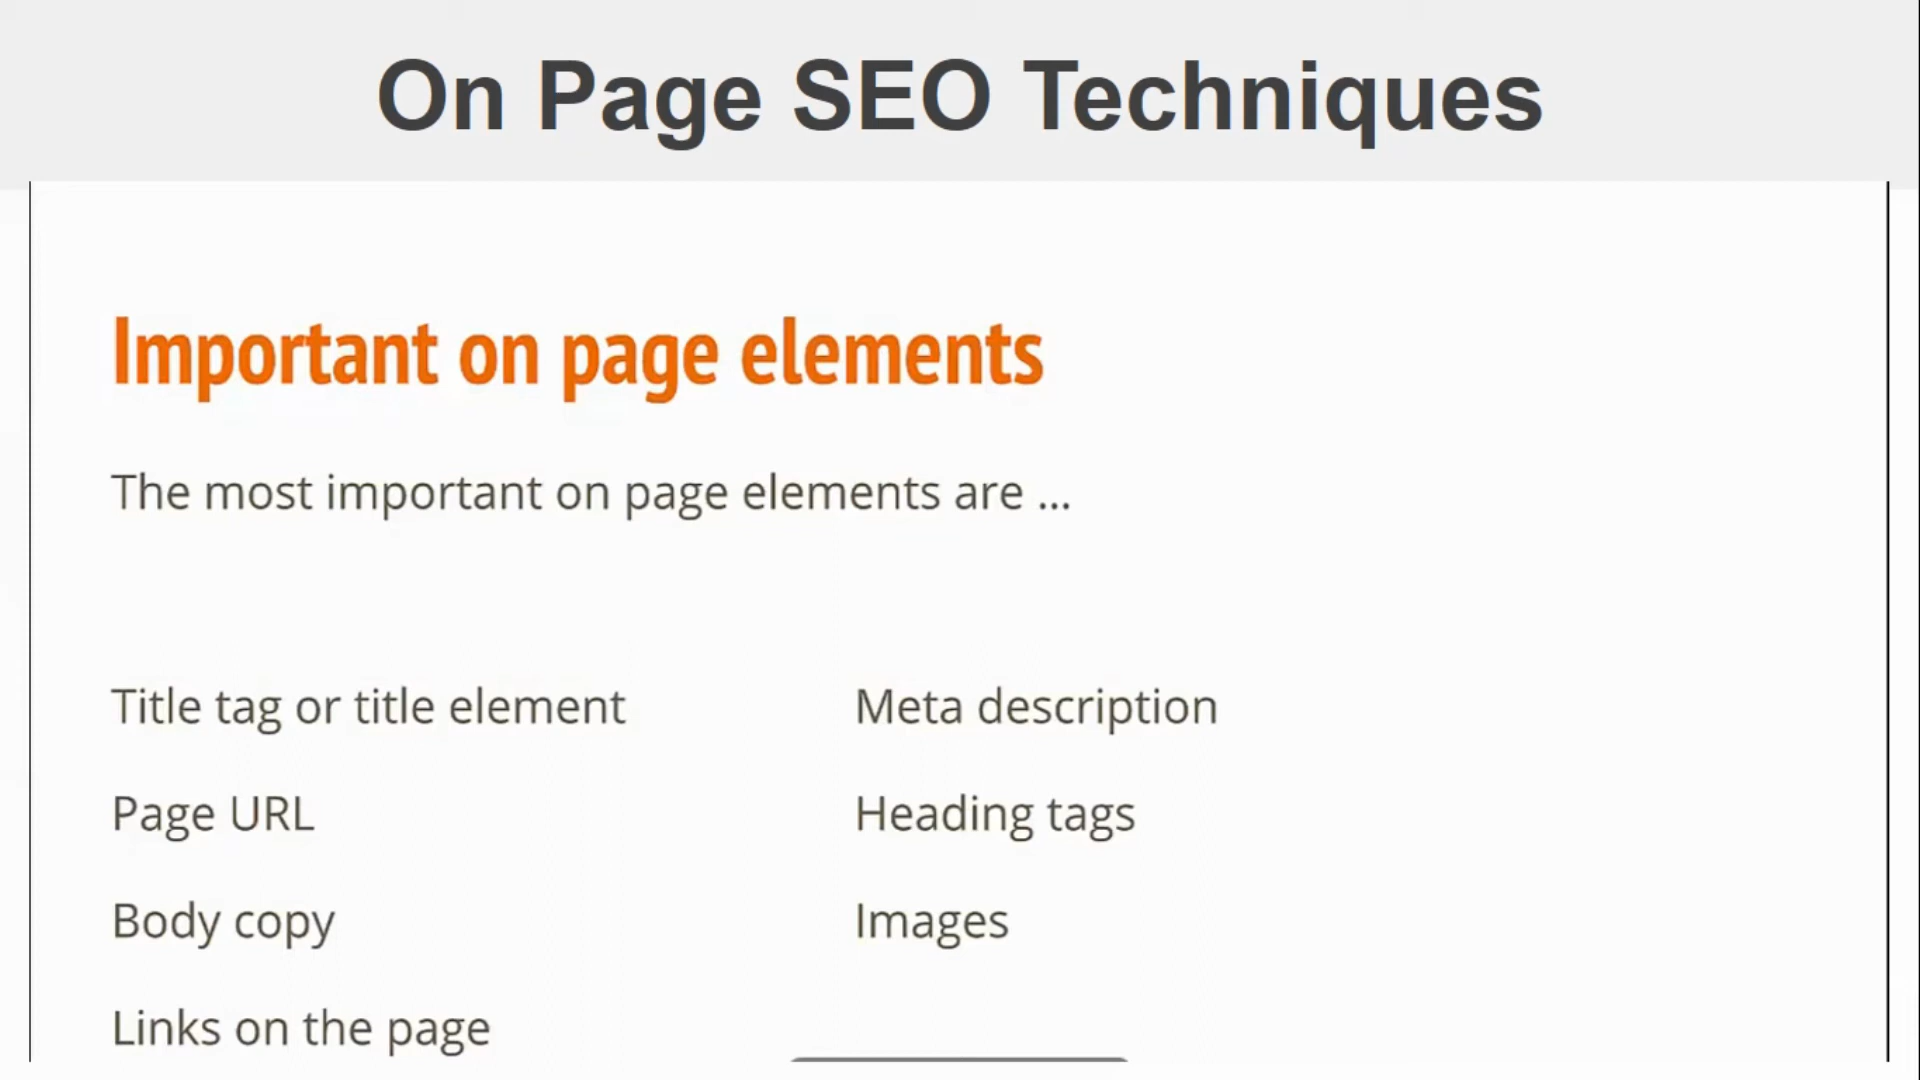 On Page SEO Techniques
Important on page elements
The most important on page elements are ...
Title tag or title element
Meta description
Page URL
Heading tags
Body copy
Images
Links on the page